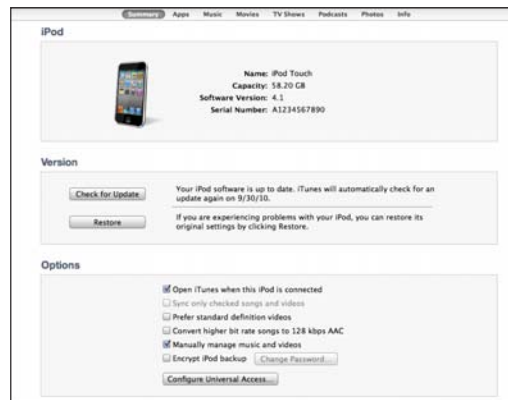 Summary Apps Music Movies TV Shows Podcasts Photos Info
iPod
Name: iPod Touch
Capacity: 58.20 GB
Software Version: 4.1
Serial Number: A1234567890
Version
Check for Update
Your iPod software is up to date. iTunes will automatically check for an
update again on 9/30/10.
Restore
If you are experiencing problems with your iPod, you can restore its
original settings by clicking Restore.
Options
Open iTunes when this iPod is connected
Sync only checked songs and videos
Prefer standard definition videos
Convert higher bit rate songs to 128 kbps AAC
Manually manage music and videos
Encrypt iPod backup Change Password...
Configure Universal Access...